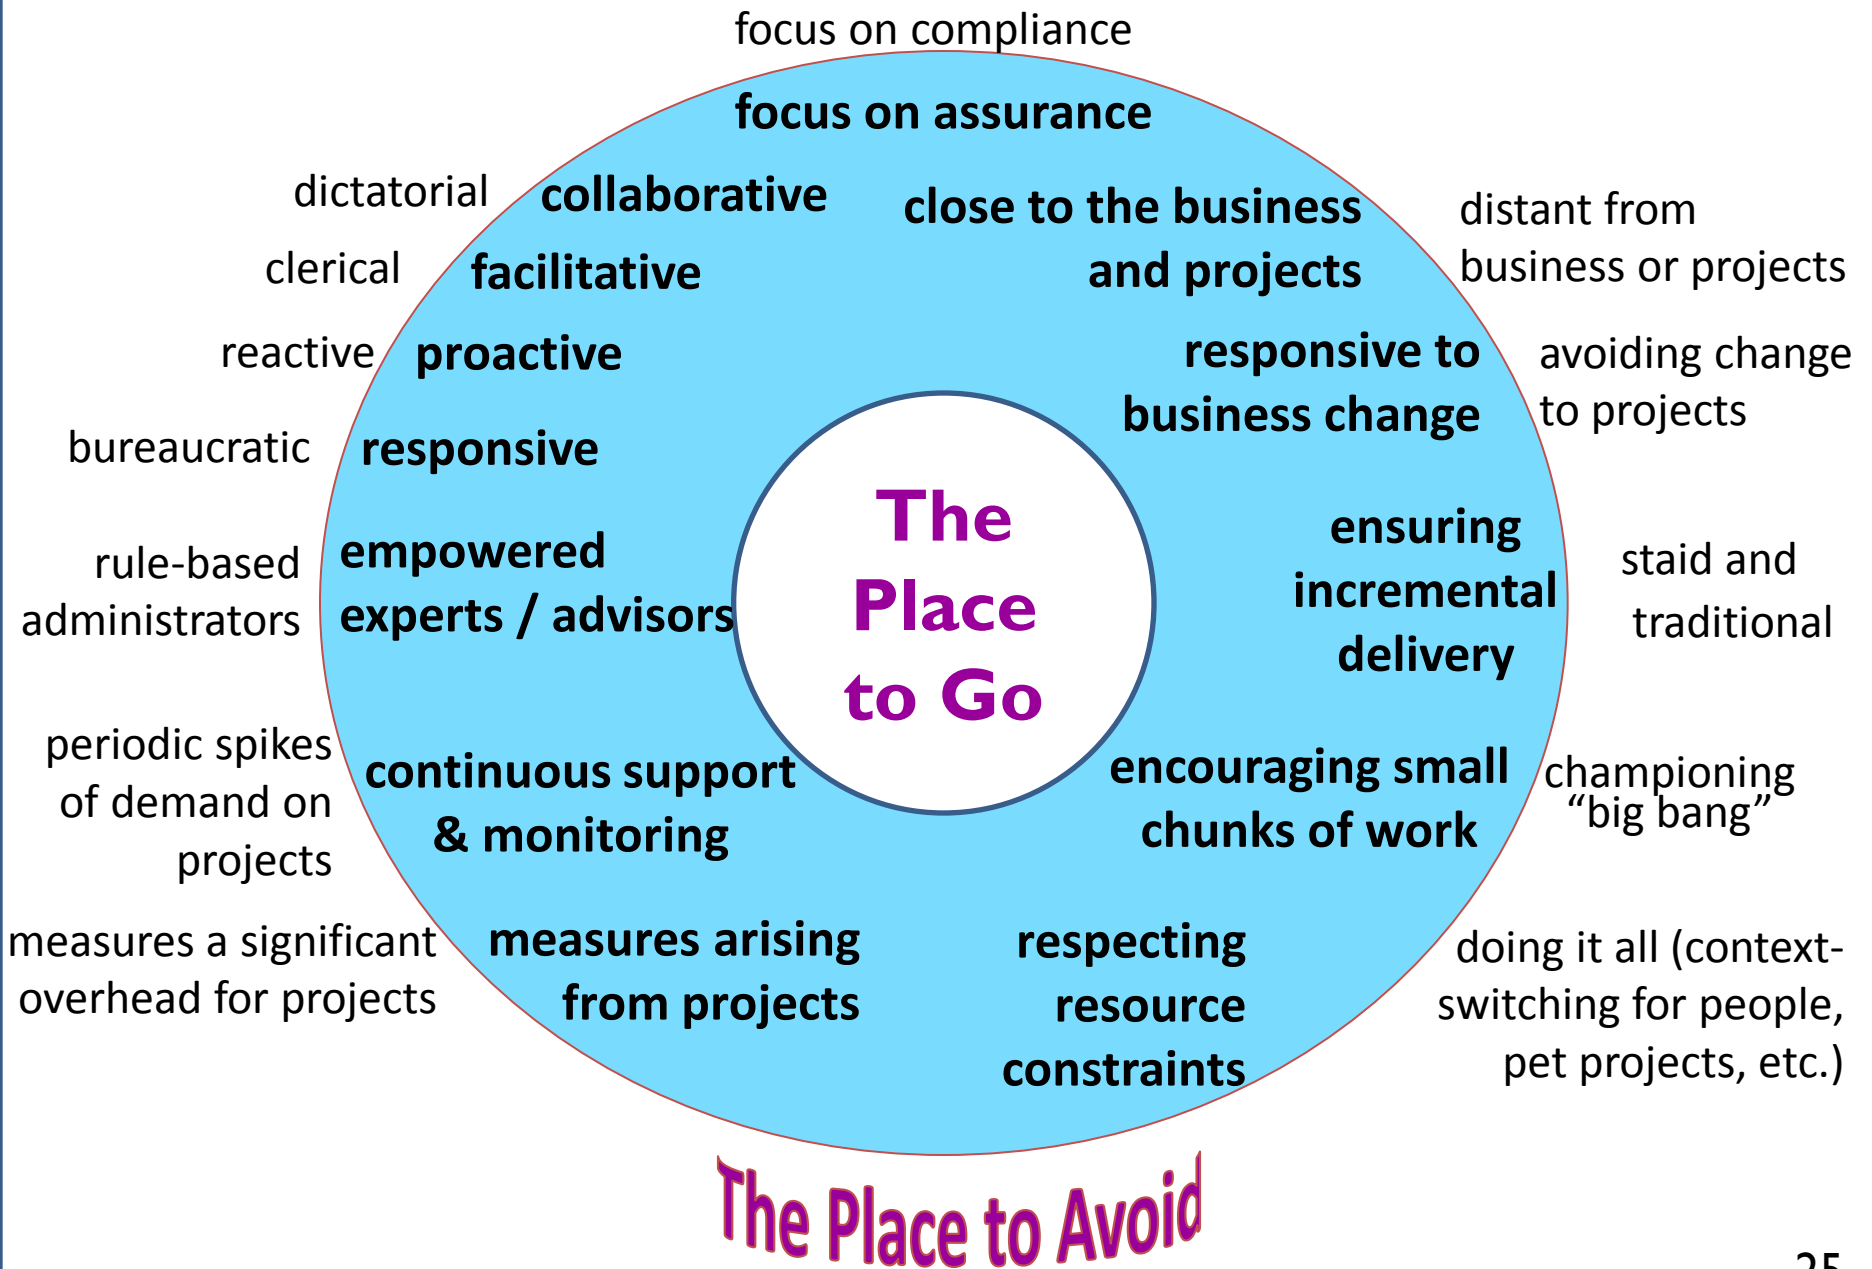 focus on compliance
focus on assurance
dictatorial
collaborative
close to the business
and projects
distant from
business or projects
clerical
facilitative
reactive
proactive
responsive to
business change
avoiding change
to projects
bureaucratic
responsive
The
Place
to Go
rule-based
administrators
empowered
experts / advisors
ensuring
incremental
delivery
staid and
traditional
periodic spikes
of demand on
projects
continuous support
& monitoring
encouraging small
chunks of work
championing
“big bang”
measures a significant
overhead for projects
measures arising
from projects
respecting
resource
constraints
doing it all (context-
switching for people,
pet projects, etc.)
The Place to Avoid
25